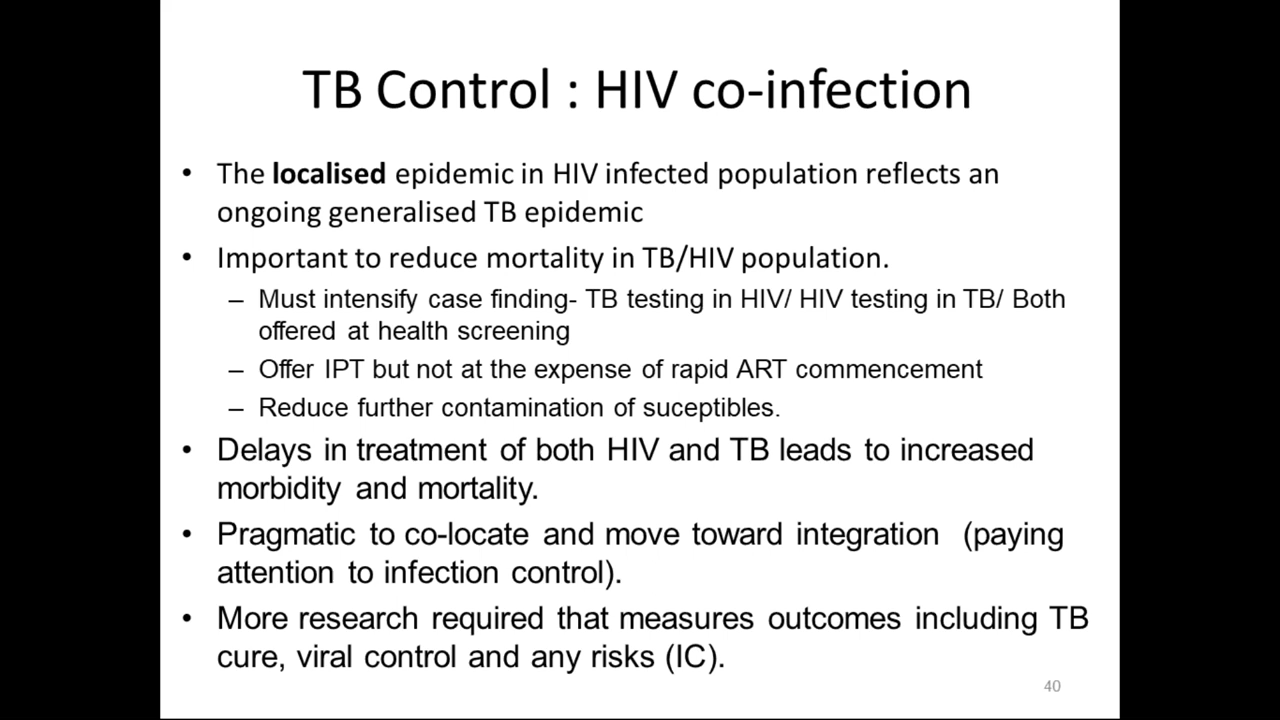 TB Control : HIV co-infection
• The localised epidemic in HIV infected population reflects an
ongoing generalised TB epidemic
• Important to reduce mortality in TB/HIV population.
– Must intensify case finding- TB testing in HIV/ HIV testing in TB/ Both
offered at health screening
– Offer IPT but not at the expense of rapid ART commencement
– Reduce further contamination of suceptibles.
• Delays in treatment of both HIV and TB leads to increased
morbidity and mortality.
• Pragmatic to co-locate and move toward integration (paying
attention to infection control).
• More research required that measures outcomes including TB
cure, viral control and any risks (IC).
40